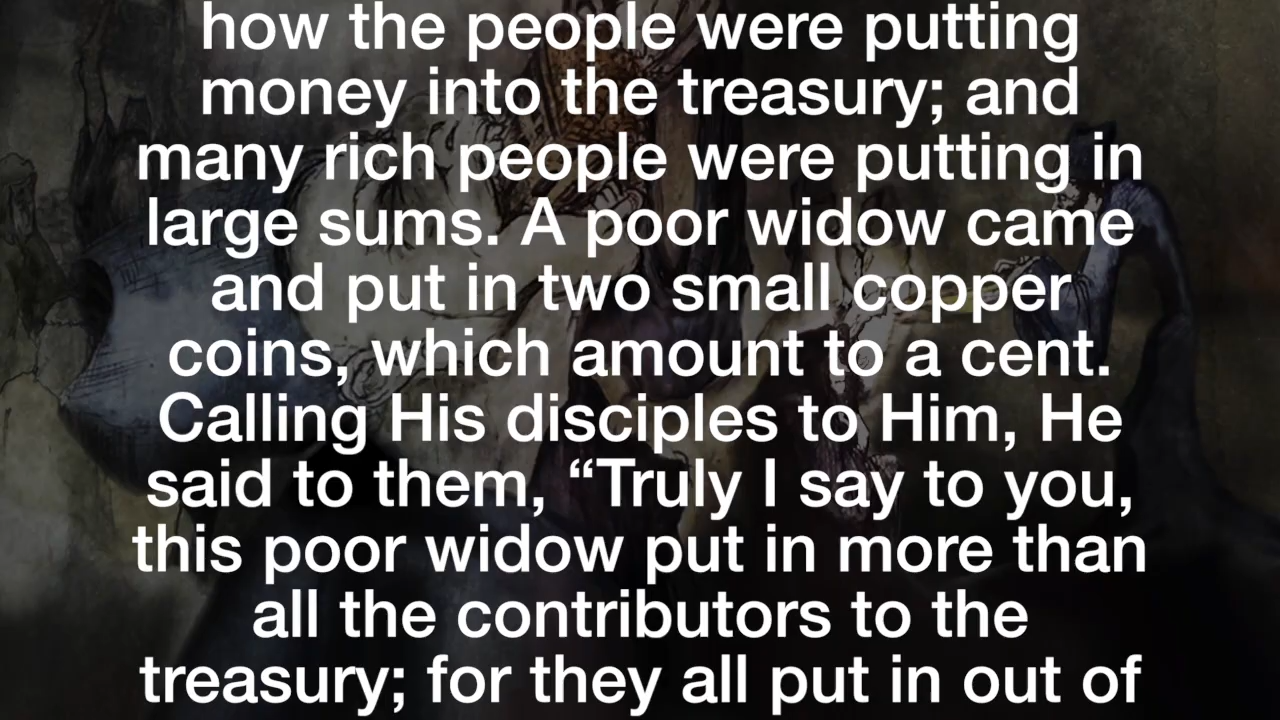 how the people were putting
money into the treasury; and
many rich people were putting in
large sums. A poor widow came
and put in two small copper
coins, which amount to a cent.
Calling His disciples to Him, He
said to them, “Truly I say to you,
this poor widow put in more than
all the contributors to the
treasury; for they all put in out of